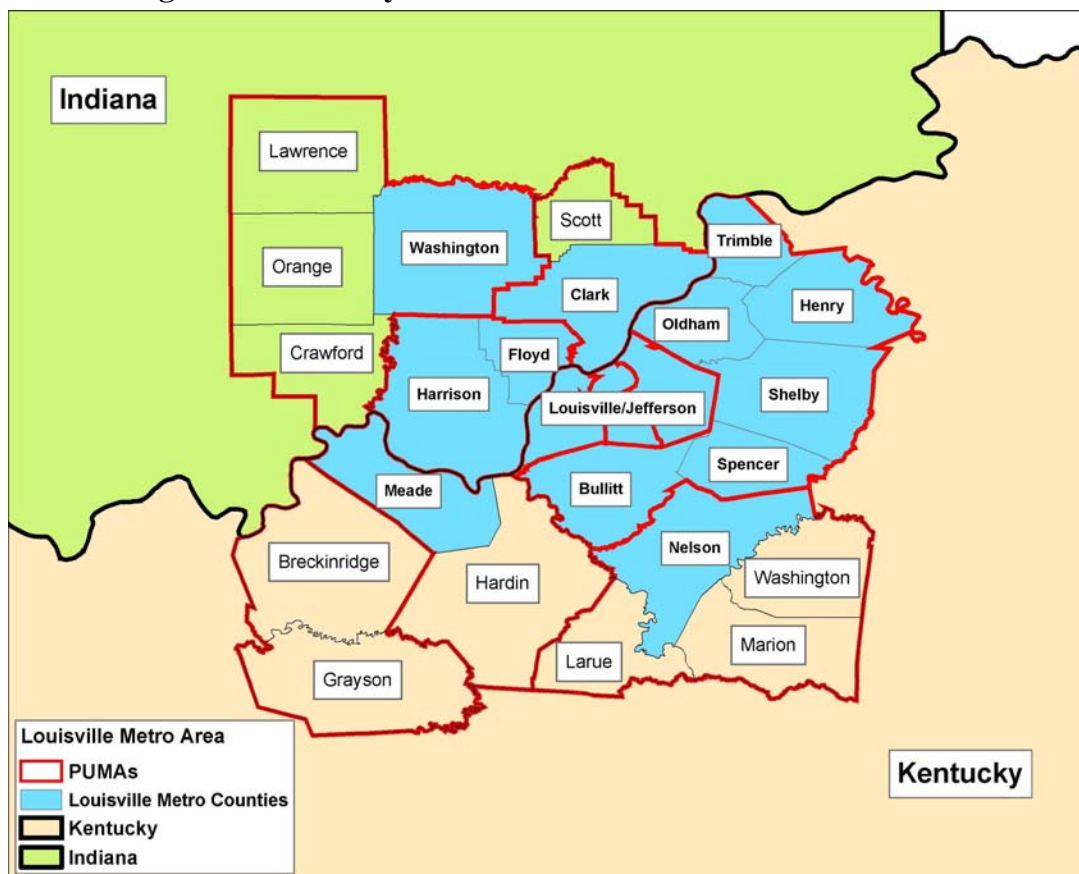 Indiana
Lawrence
Scott
Trimble
Washington
Orange
Clark
Henry
Oldham
Crawford
Floyd
Harrison
Shelby
Louisville/Jefferson
Spencer
Meade
Bullitt
Nelson
Breckinridge
Washington
Hardin
Marion
Larue
Grayson
Louisville Metro Area
PUMAs
Louisville Metro Counties
Kentucky
Indiana
Kentucky